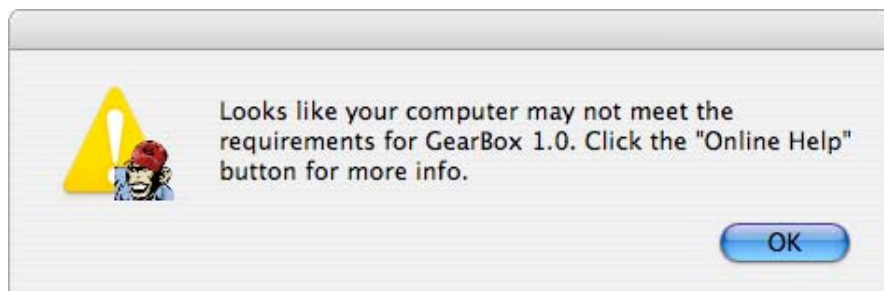 Looks like your computer may not meet the
requirements for GearBox 1.0. Click the "Online Help"
button for more info.
OK